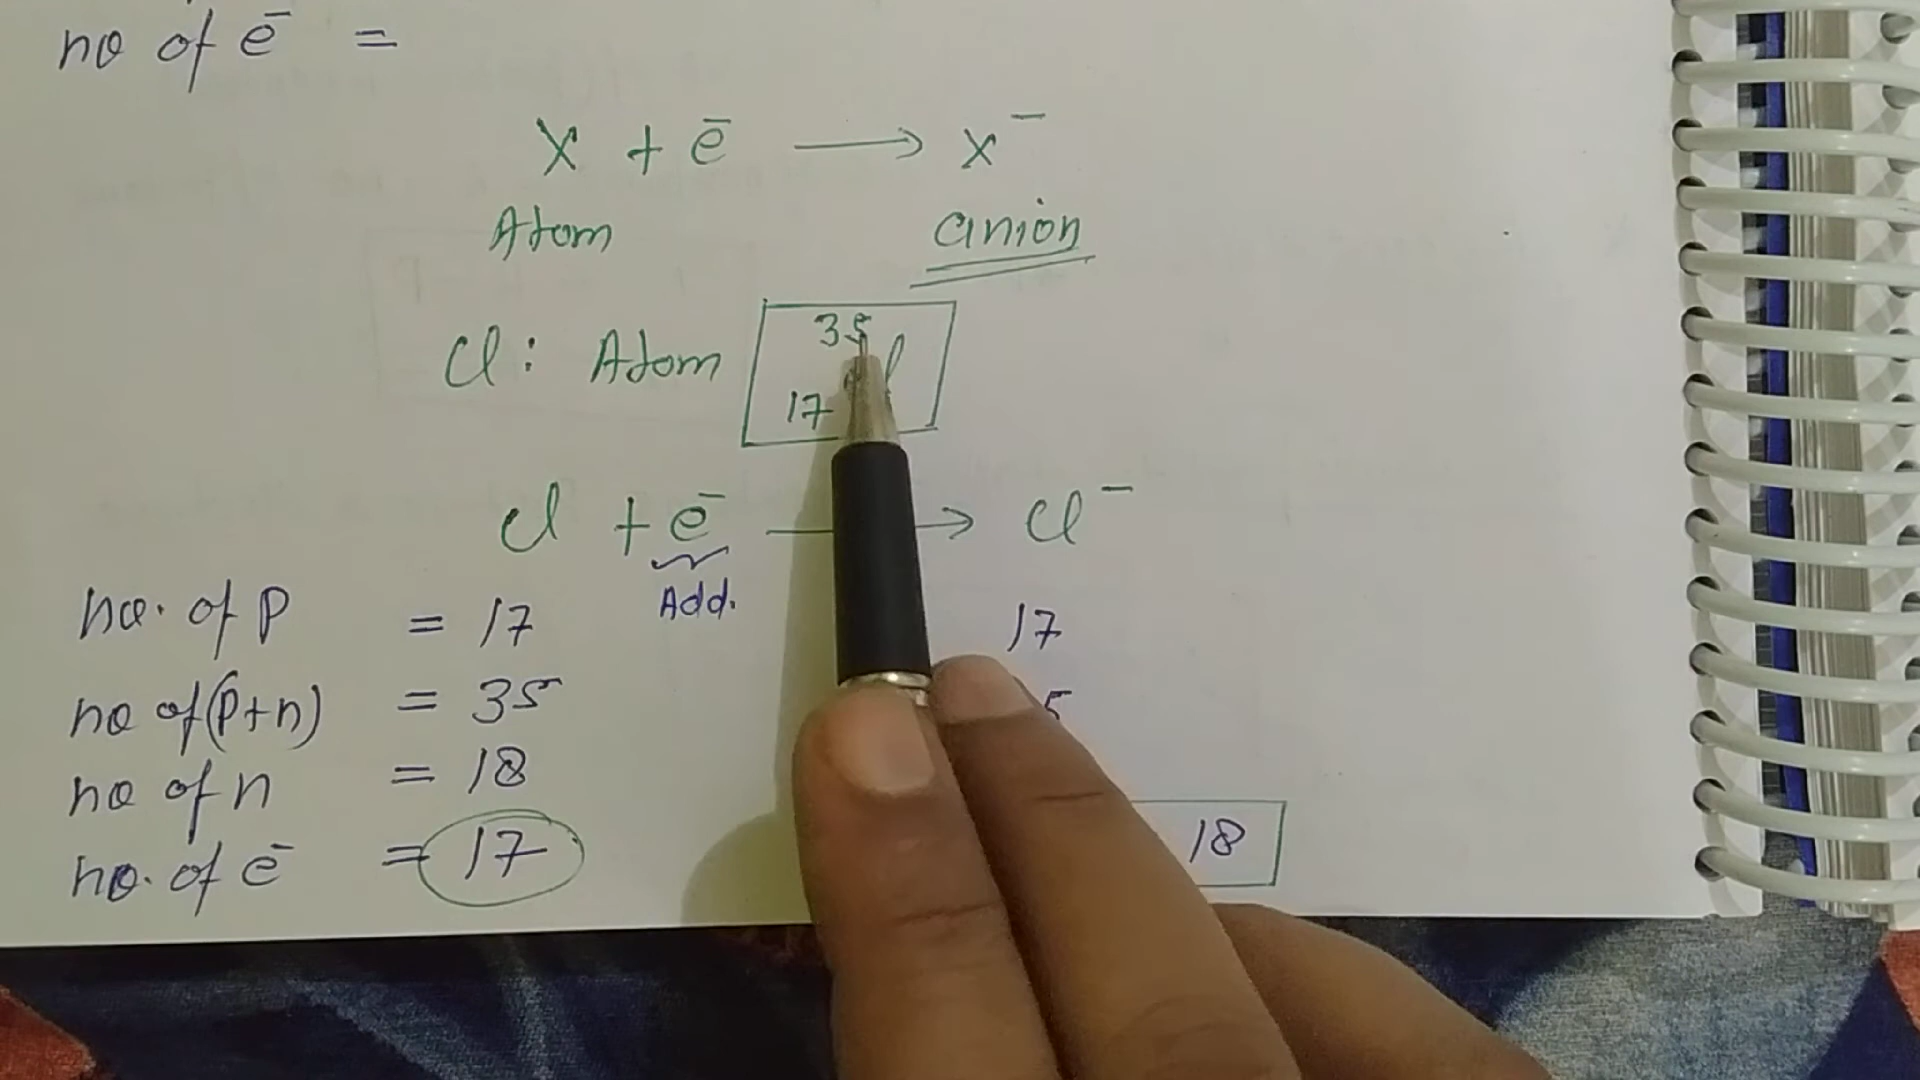 no of e⁻ =
X + e⁻ → X⁻
Atom anion
Cl : Atom 35
17
Cl + e⁻ → Cl⁻
Add.
no. of P = 17 17
no of (P+n) = 35 5
no of n = 18
no. of e⁻ = 17 18